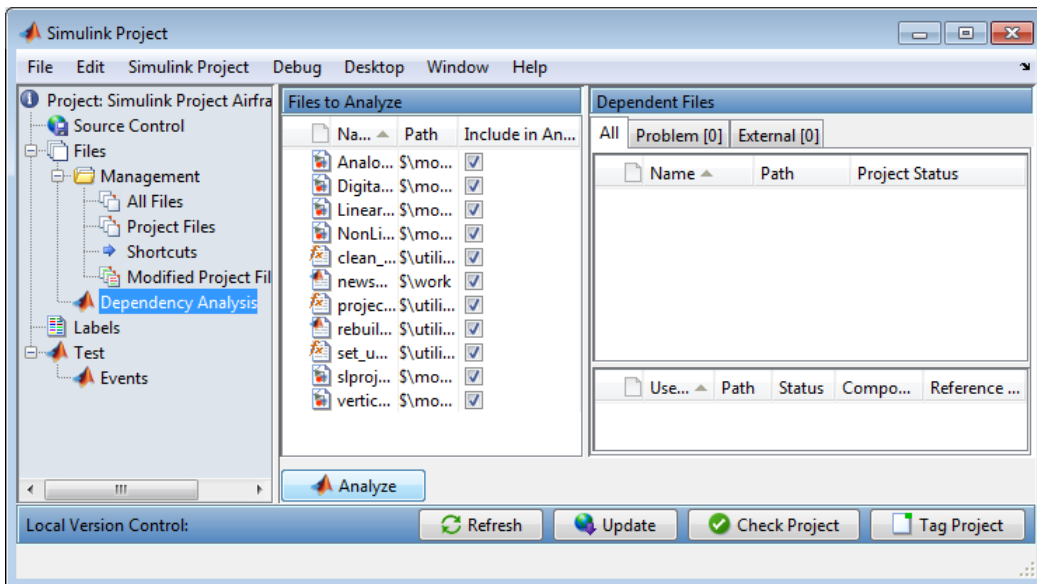 Simulink Project
File Edit Simulink Project Debug Desktop Window Help
Project: Simulink Project Airfra
Source Control
Files
Management
All Files
Project Files
Shortcuts
Modified Project Fil
Dependency Analysis
Labels
Test
Events
Files to Analyze
Na... Path Include in An...
Analo... $\mo...
Digita... $\mo...
Linear... $\mo...
NonLi... $\mo...
clean_... $\utili...
news... $\work
projec... $\utili...
rebuil... $\utili...
set_u... $\utili...
slproj... $\mo...
vertic... $\mo...
Analyze
Dependent Files
All Problem [0] External [0]
Name Path Project Status
Use... Path Status Compo... Reference ...
Local Version Control: Refresh Update Check Project Tag Project